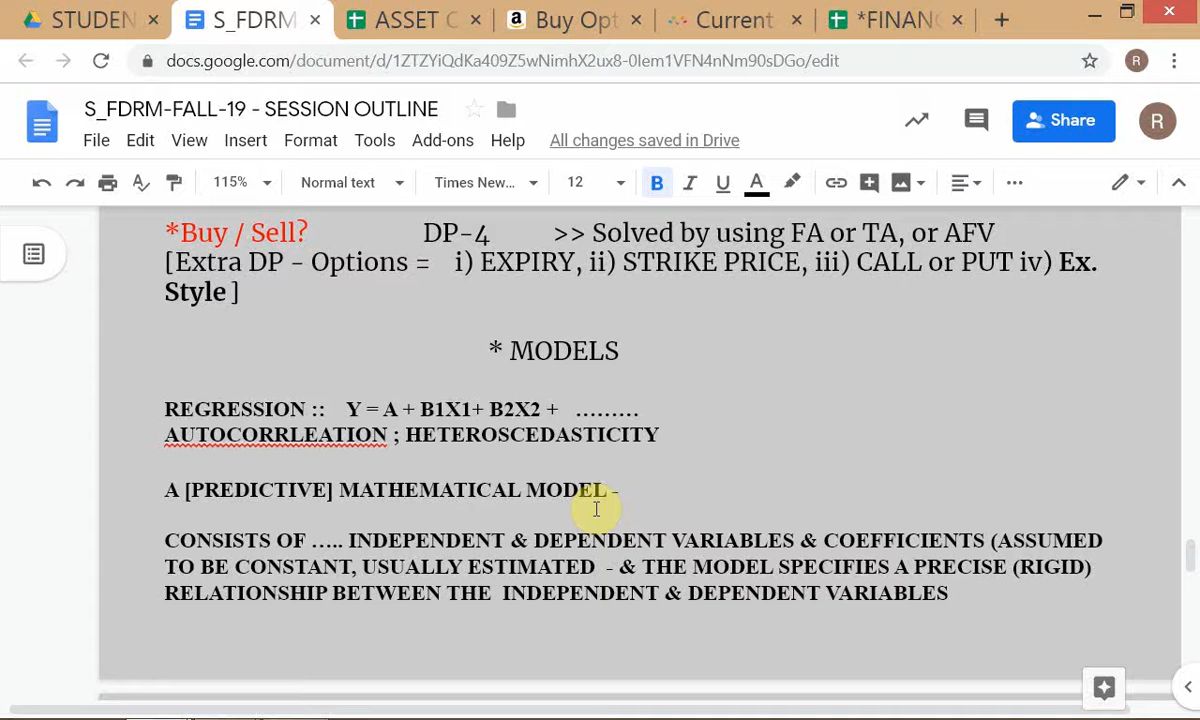 STUDEN × S_FDRM × ASSET C × Buy Opt × Current × *FINANC × +
docs.google.com/document/d/1ZTZYiQdKa409Z5wNimhX2ux8-0lem1VFN4nNm90sDGo/edit R
S_FDRM-FALL-19 - SESSION OUTLINE
File Edit View Insert Format Tools Add-ons Help All changes saved in Drive Share R
115% Normal text Times New... 12 B I U A
*Buy / Sell? DP-4 >> Solved by using FA or TA, or AFV
[Extra DP - Options = i) EXPIRY, ii) STRIKE PRICE, iii) CALL or PUT iv) Ex.
Style ]
* MODELS
REGRESSION :: Y = A + B1X1+ B2X2 + .........
AUTOCORRLEATION ; HETEROSCEDASTICITY
A [PREDICTIVE] MATHEMATICAL MODEL -
CONSISTS OF ..... INDEPENDENT & DEPENDENT VARIABLES & COEFFICIENTS (ASSUMED
TO BE CONSTANT, USUALLY ESTIMATED - & THE MODEL SPECIFIES A PRECISE (RIGID)
RELATIONSHIP BETWEEN THE INDEPENDENT & DEPENDENT VARIABLES